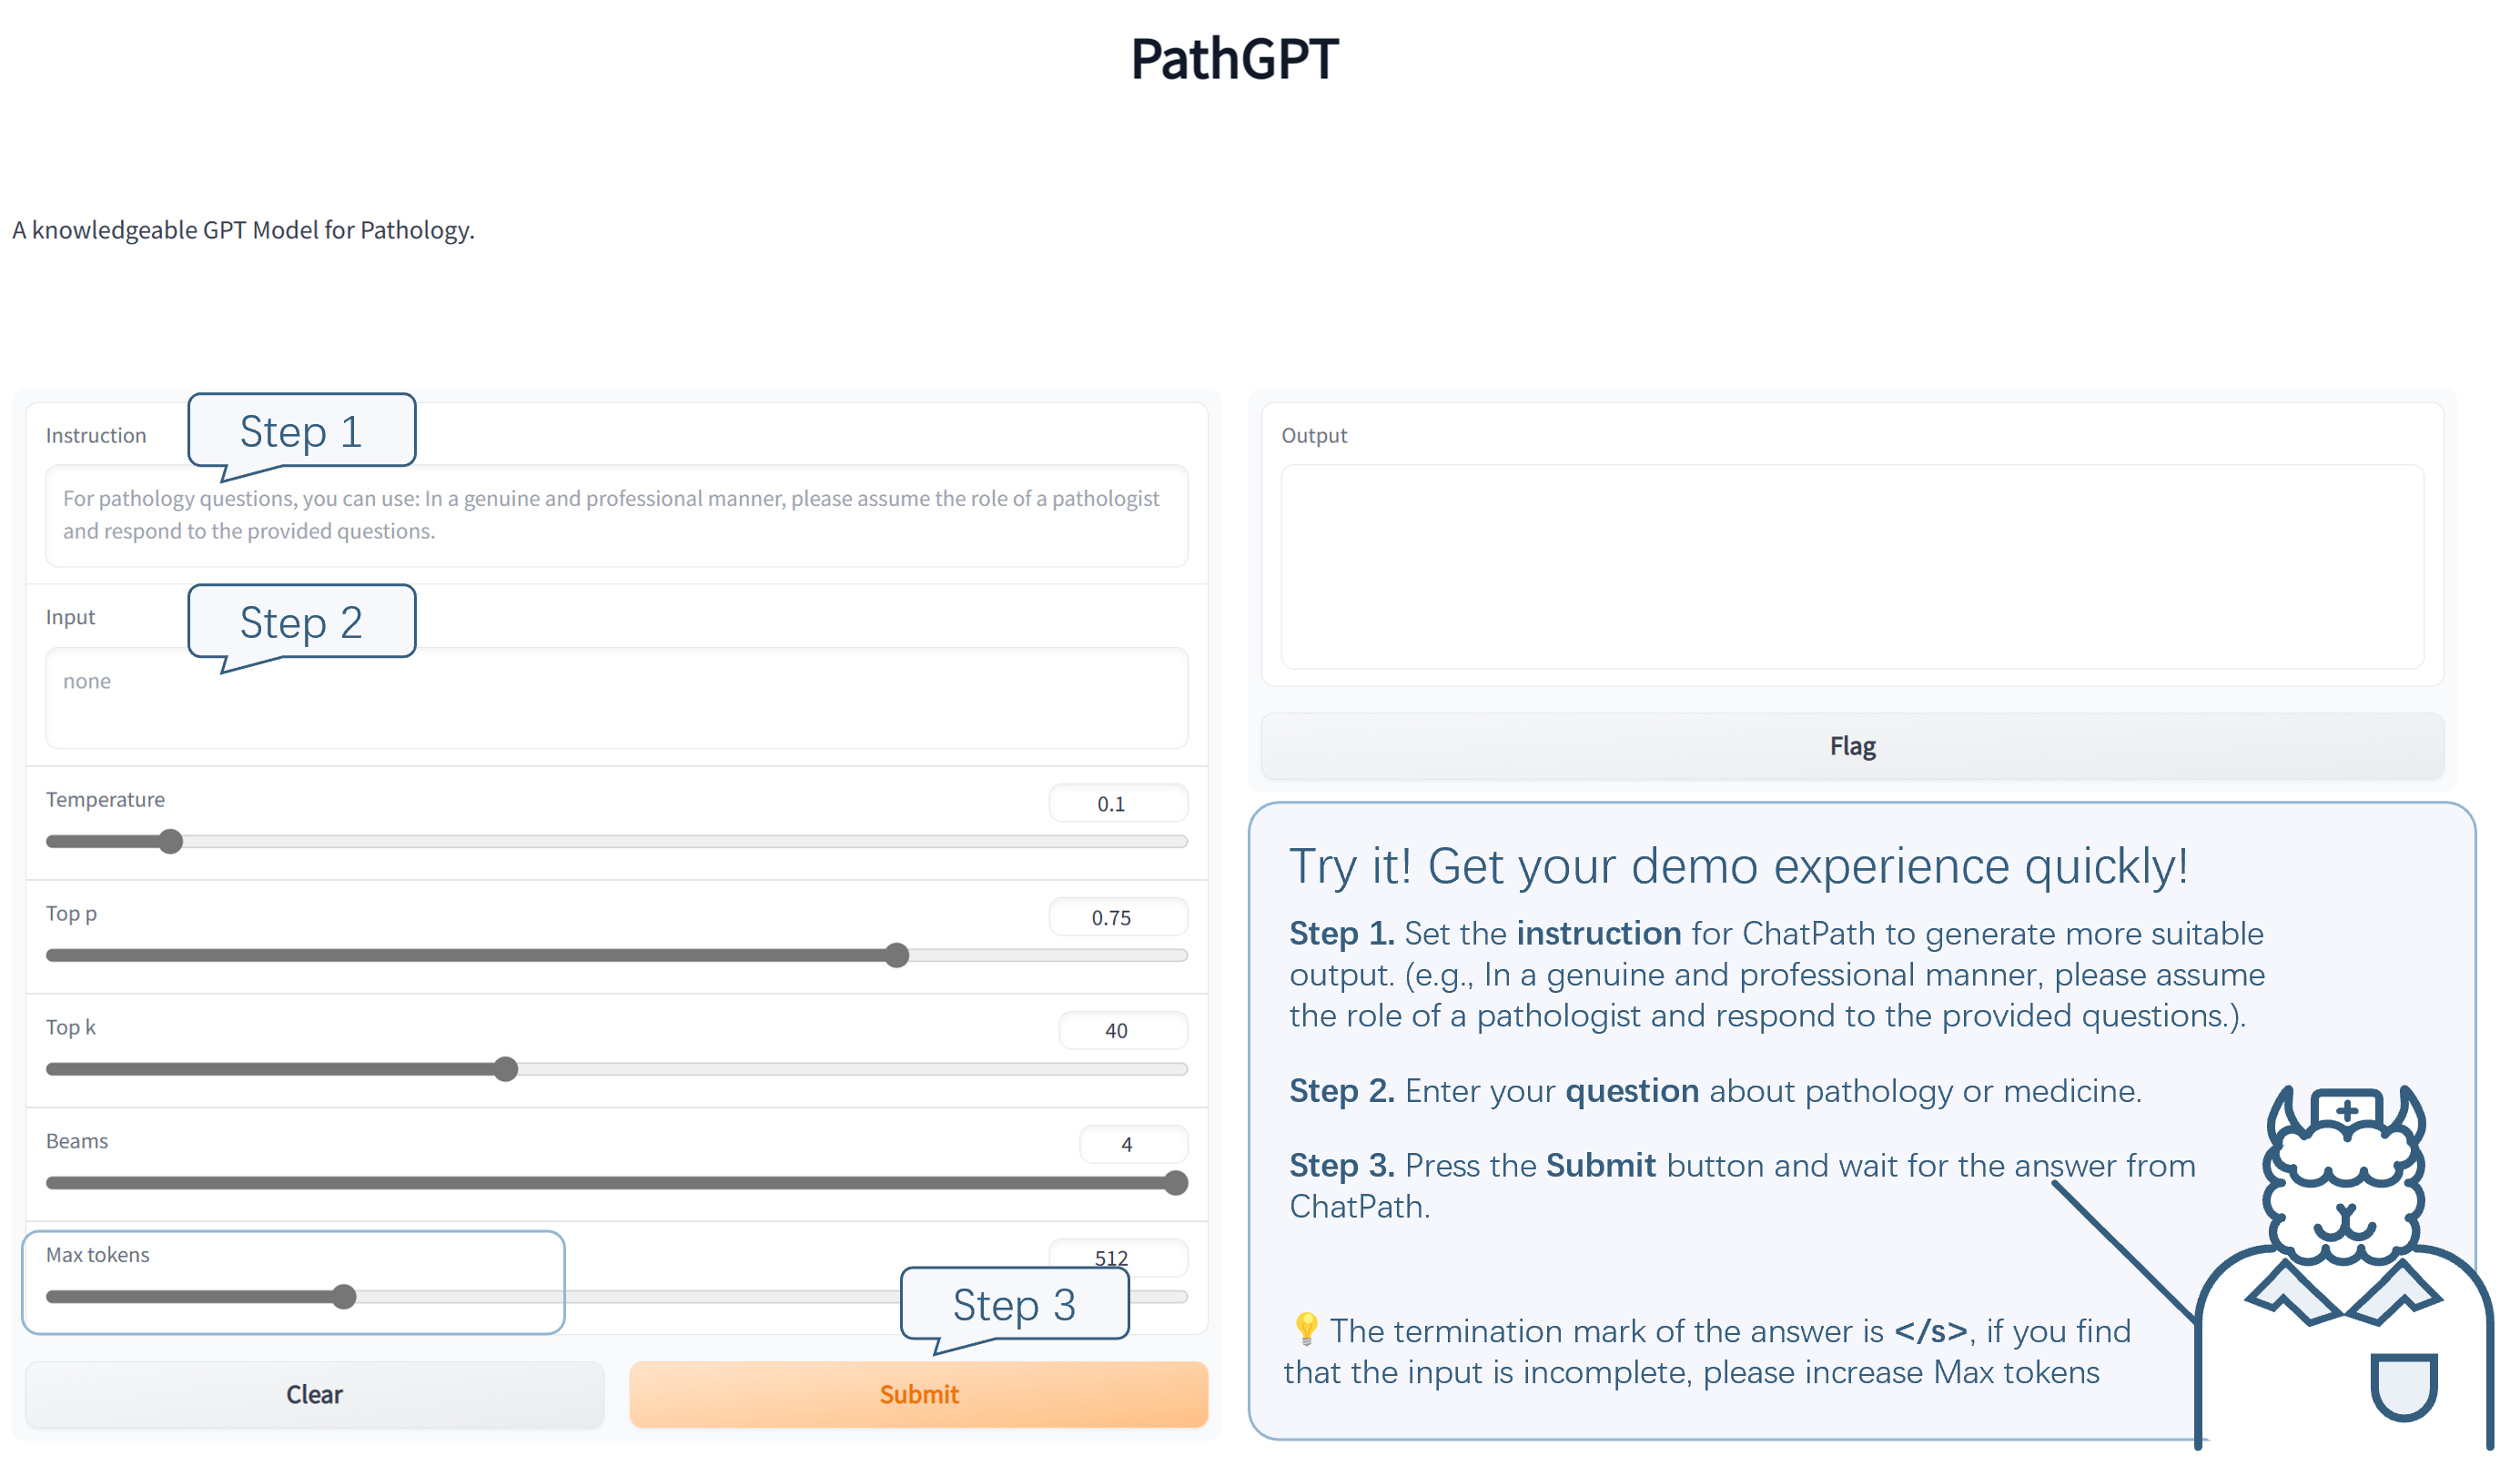 PathGPT
A knowledgeable GPT Model for Pathology.
Instruction
Step 1
For pathology questions, you can use: In a genuine and professional manner, please assume the role of a pathologist
and respond to the provided questions.
Input
Step 2
none
Temperature
0.1
Top p
0.75
Top k
40
Beams
4
Max tokens
512
Step 3
Clear
Submit
Output
Flag
Try it! Get your demo experience quickly!
Step 1. Set the instruction for ChatPath to generate more suitable
output. (e.g., In a genuine and professional manner, please assume
the role of a pathologist and respond to the provided questions.).
Step 2. Enter your question about pathology or medicine.
Step 3. Press the Submit button and wait for the answer from
ChatPath.
💡 The termination mark of the answer is </s>, if you find
that the input is incomplete, please increase Max tokens